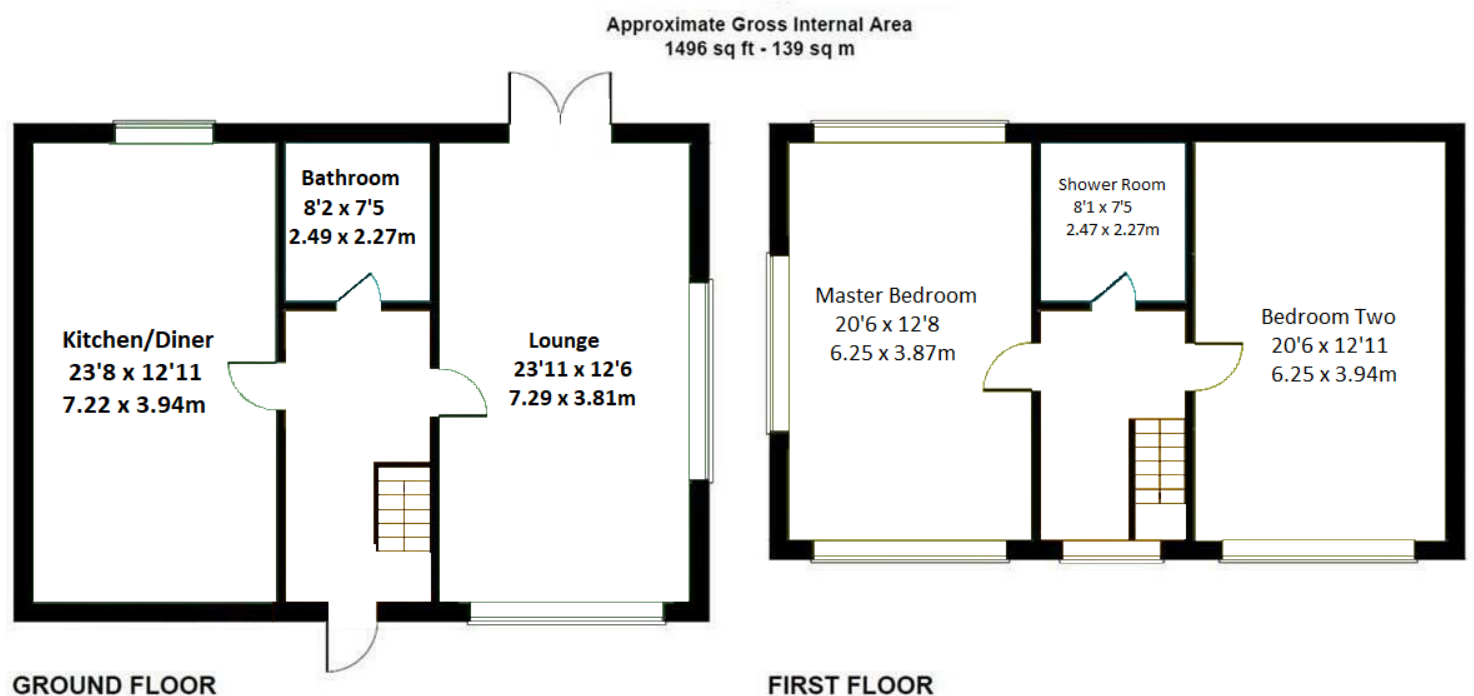 Approximate Gross Internal Area
1496 sq ft - 139 sq m
Bathroom
8'2 x 7'5
2.49 x 2.27m
Kitchen/Diner
23'8 x 12'11
7.22 x 3.94m
Lounge
23'11 x 12'6
7.29 x 3.81m
GROUND FLOOR
Shower Room
8'1 x 7'5
2.47 x 2.27m
Master Bedroom
20'6 x 12'8
6.25 x 3.87m
Bedroom Two
20'6 x 12'11
6.25 x 3.94m
FIRST FLOOR